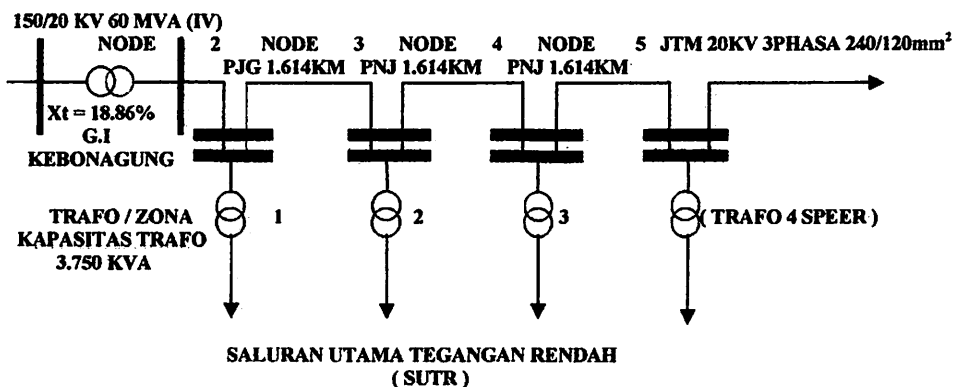 150/20 KV 60 MVA (IV)
NODE 2 NODE 3 NODE 4 NODE 5 JTM 20KV 3PHASA 240/120mm²
PJG 1.614KM PNJ 1.614KM PNJ 1.614KM
Xt = 18.86%
G.I
KEBONAGUNG
TRAFO / ZONA 1 2 3 ( TRAFO 4 SPEER )
KAPASITAS TRAFO
3.750 KVA
SALURAN UTAMA TEGANGAN RENDAH
( SUTR )